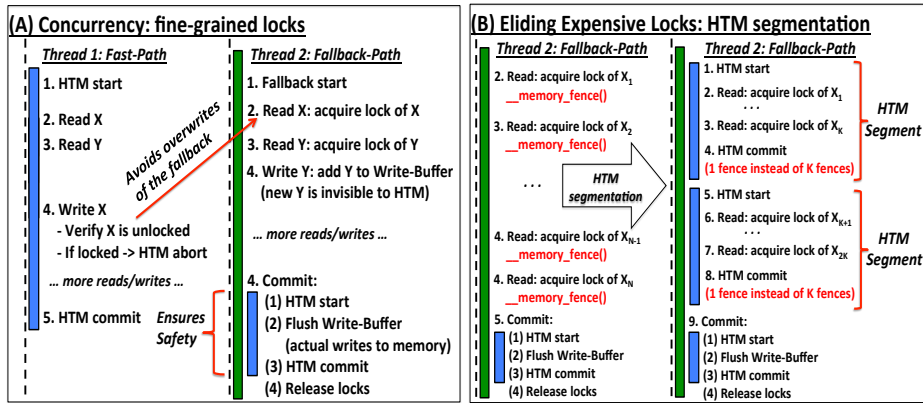 (A) Concurrency: fine-grained locks
Thread 1: Fast-Path
1. HTM start
2. Read X
3. Read Y
4. Write X
- Verify X is unlocked
- If locked -> HTM abort
... more reads/writes ...
5. HTM commit
Avoids overwrites
of the fallback
Ensures
Safety
Thread 2: Fallback-Path
1. Fallback start
2. Read X: acquire lock of X
3. Read Y: acquire lock of Y
4. Write Y: add Y to Write-Buffer
(new Y is invisible to HTM)
... more reads/writes ...
4. Commit:
(1) HTM start
(2) Flush Write-Buffer
(actual writes to memory)
(3) HTM commit
(4) Release locks
(B) Eliding Expensive Locks: HTM segmentation
Thread 2: Fallback-Path
2. Read: acquire lock of X1
__memory_fence()
3. Read: acquire lock of X2
__memory_fence()
...
4. Read: acquire lock of XN-1
__memory_fence()
4. Read: acquire lock of XN
__memory_fence()
5. Commit:
(1) HTM start
(2) Flush Write-Buffer
(3) HTM commit
(4) Release locks
HTM
segmentation
Thread 2: Fallback-Path
1. HTM start
2. Read: acquire lock of X1
...
3. Read: acquire lock of XK
4. HTM commit
(1 fence instead of K fences)
5. HTM start
6. Read: acquire lock of XK+1
...
7. Read: acquire lock of X2K
8. HTM commit
(1 fence instead of K fences)
9. Commit:
(1) HTM start
(2) Flush Write-Buffer
(3) HTM commit
(4) Release locks
HTM
Segment
HTM
Segment